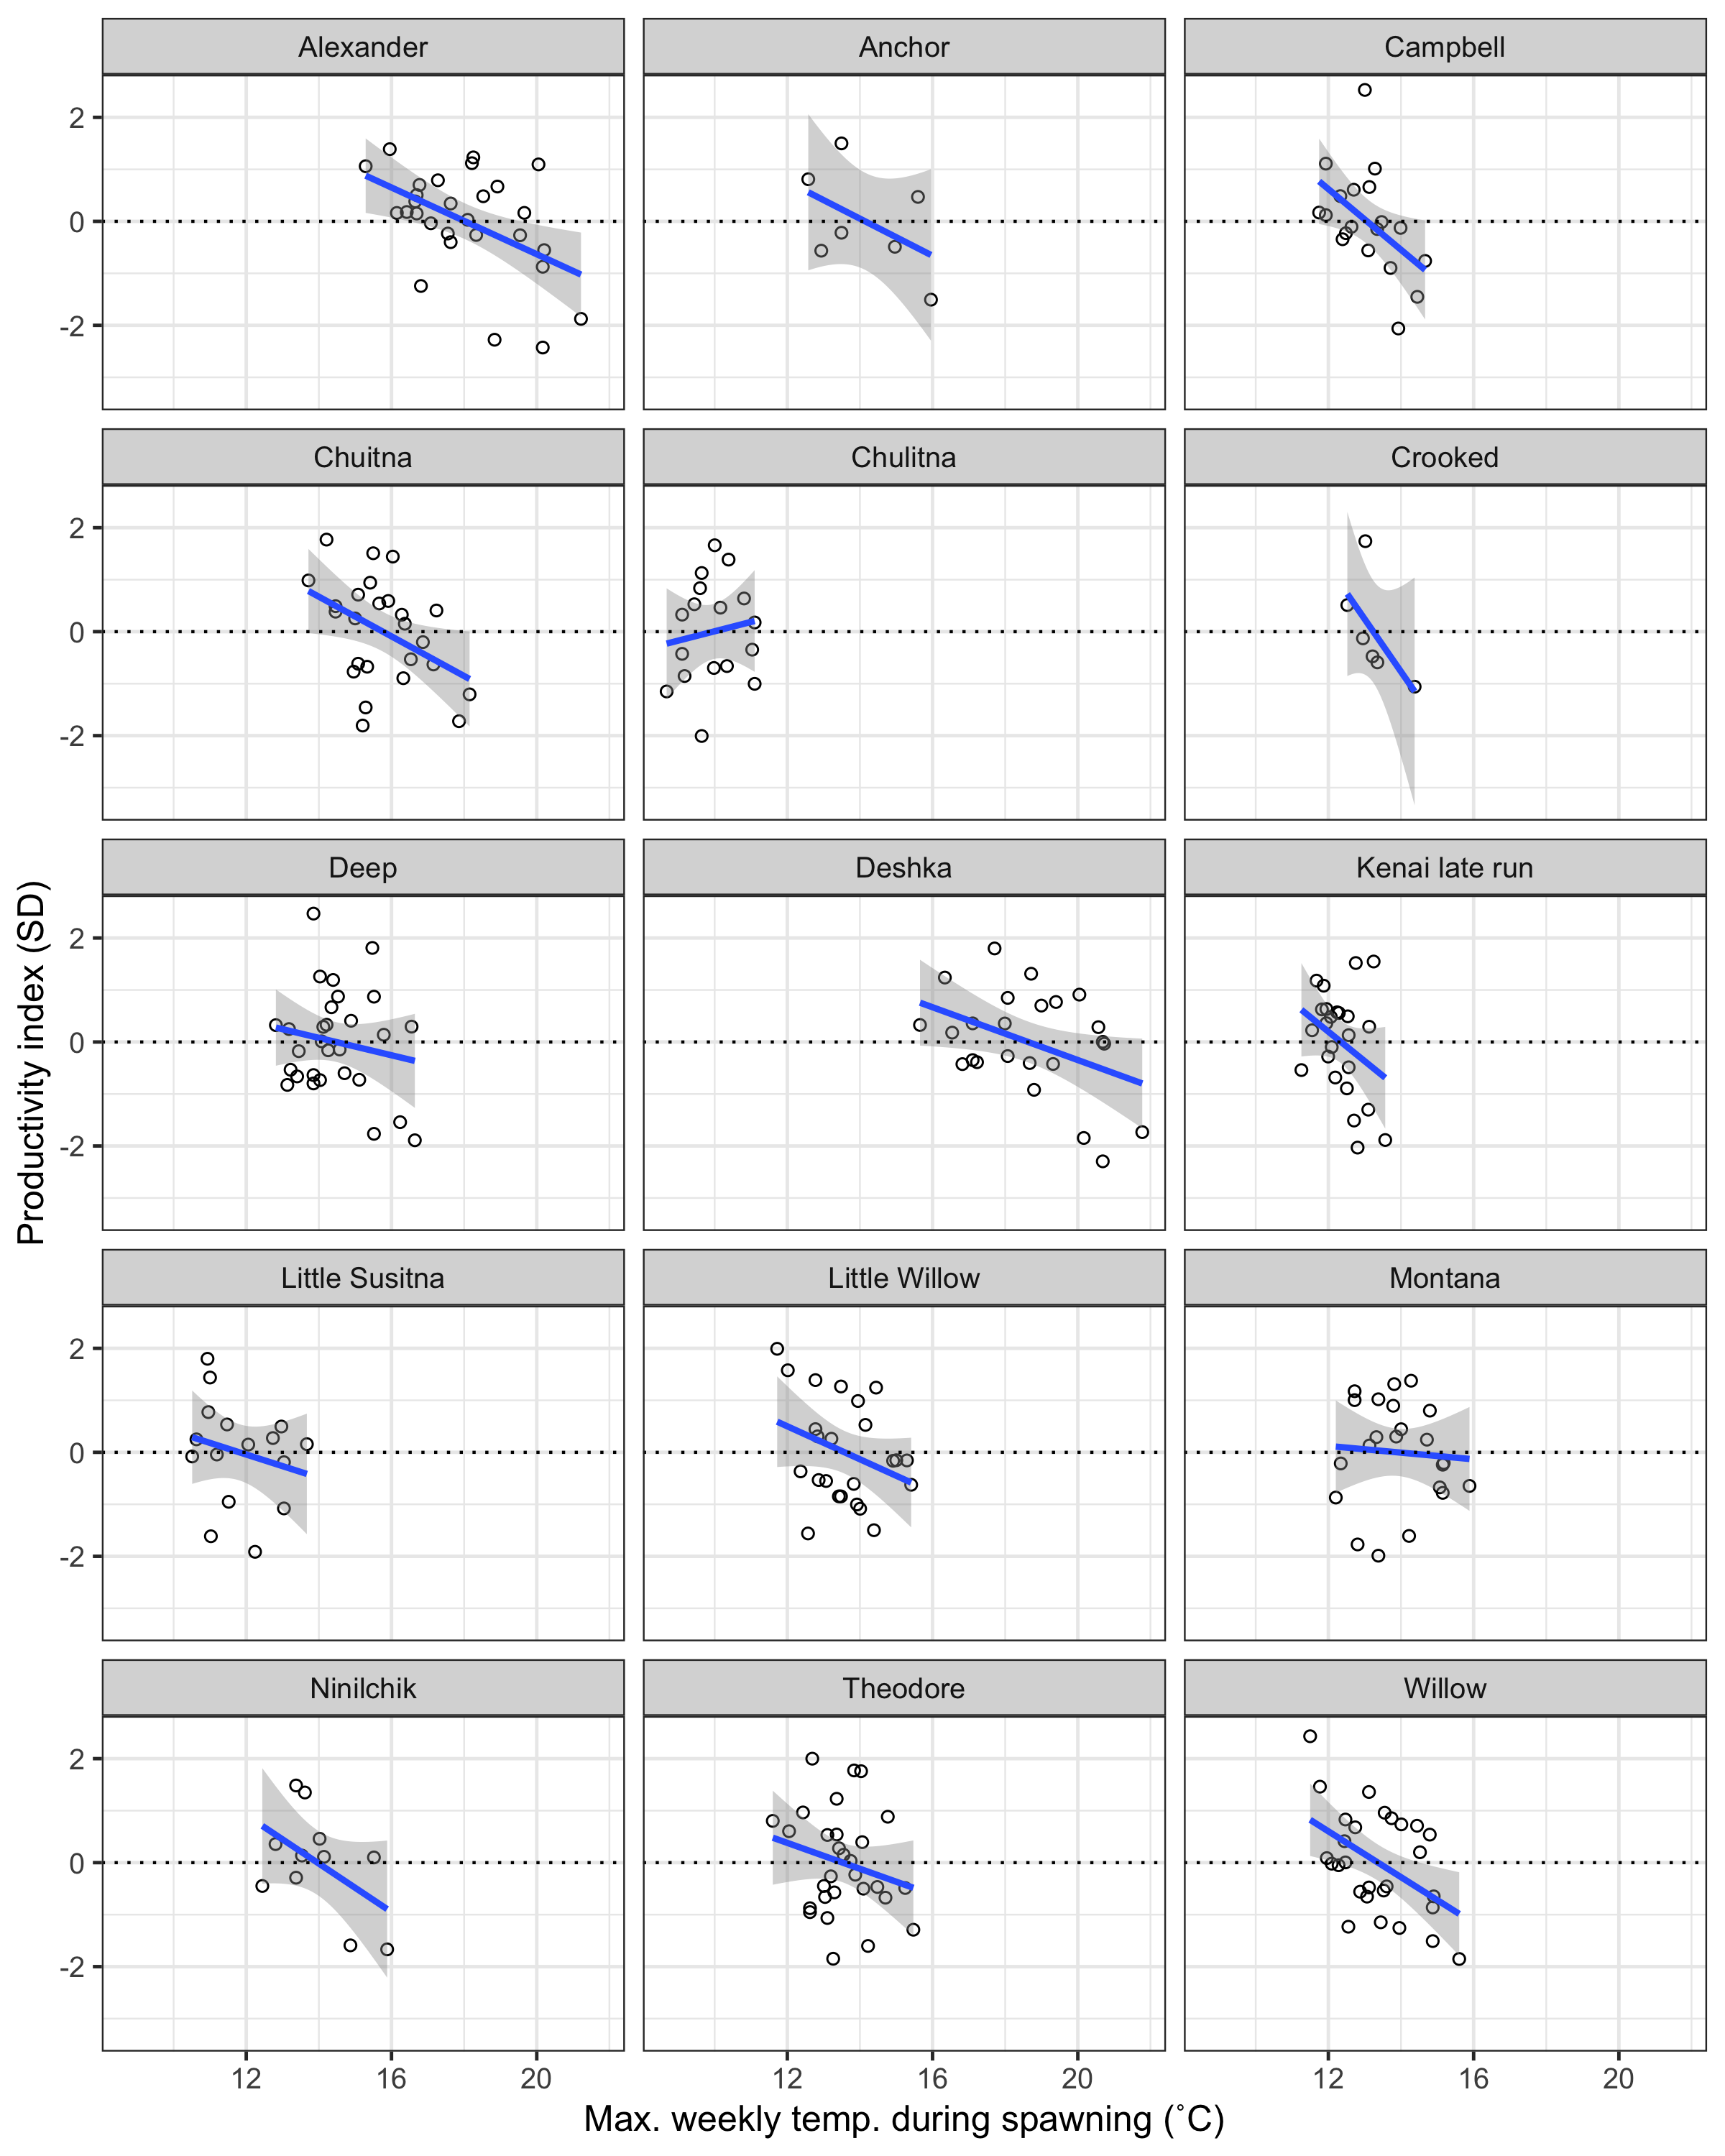 Alexander Anchor Campbell
2
0
-2
Chuitna Chulitna Crooked
2
0
-2
Deep Deshka Kenai late run
2
0
-2
Productivity index (SD)
Little Susitna Little Willow Montana
2
0
-2
Ninilchik Theodore Willow
2
0
-2
12 16 20 12 16 20 12 16 20
Max. weekly temp. during spawning (˚C)